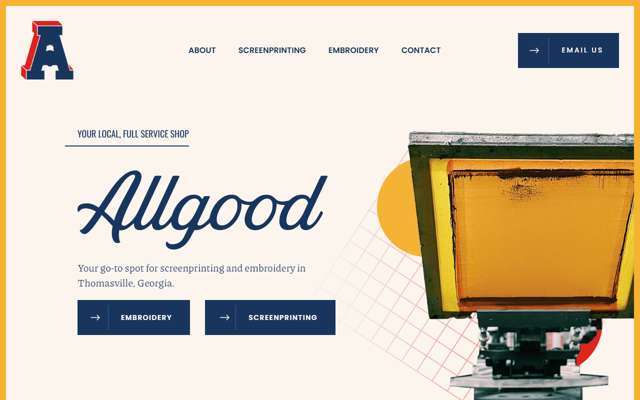 A
ABOUT
SCREENPRINTING
EMBROIDERY
CONTACT
EMAIL US
YOUR LOCAL, FULL SERVICE SHOP
Allgood
Your go-to spot for screenprinting and embroidery in
Thomasville, Georgia.
EMBROIDERY
SCREENPRINTING